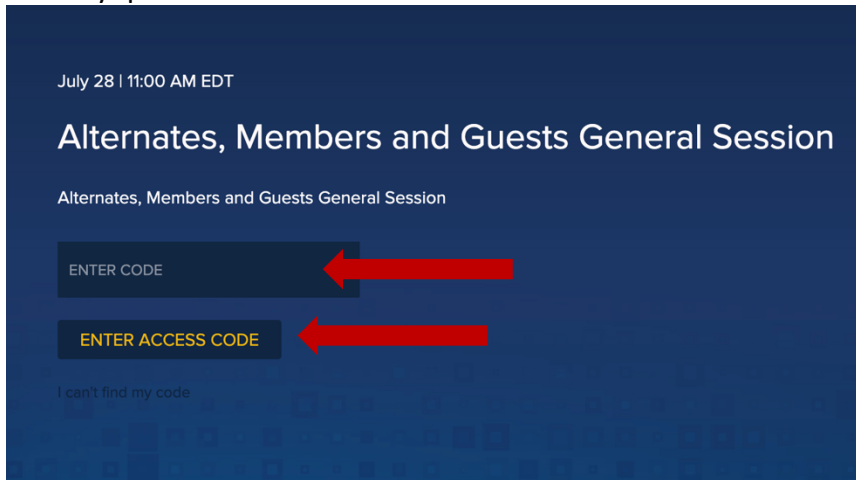 July 28 | 11:00 AM EDT
Alternates, Members and Guests General Session
Alternates, Members and Guests General Session
ENTER CODE
ENTER ACCESS CODE
I can't find my code